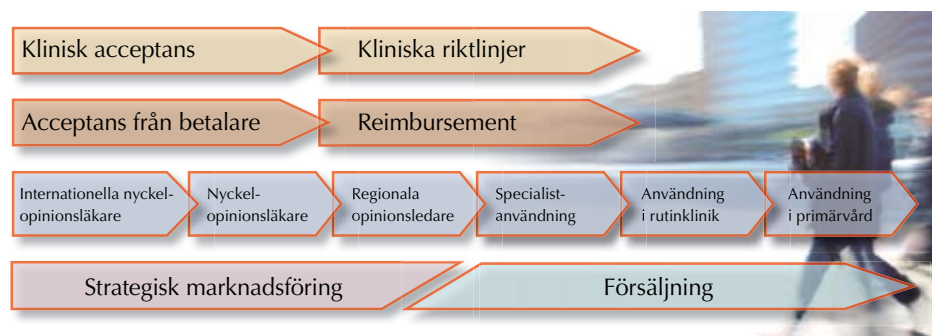 Klinisk acceptans
Kliniska riktlinjer
Acceptans från betalare
Reimbursement
Internationella nyckel-
opinionsläkare
Nyckel-
opinionsläkare
Regionala
opinionsledare
Specialist-
användning
Användning
i rutinklinik
Användning
i primärvård
Strategisk marknadsföring
Försäljning